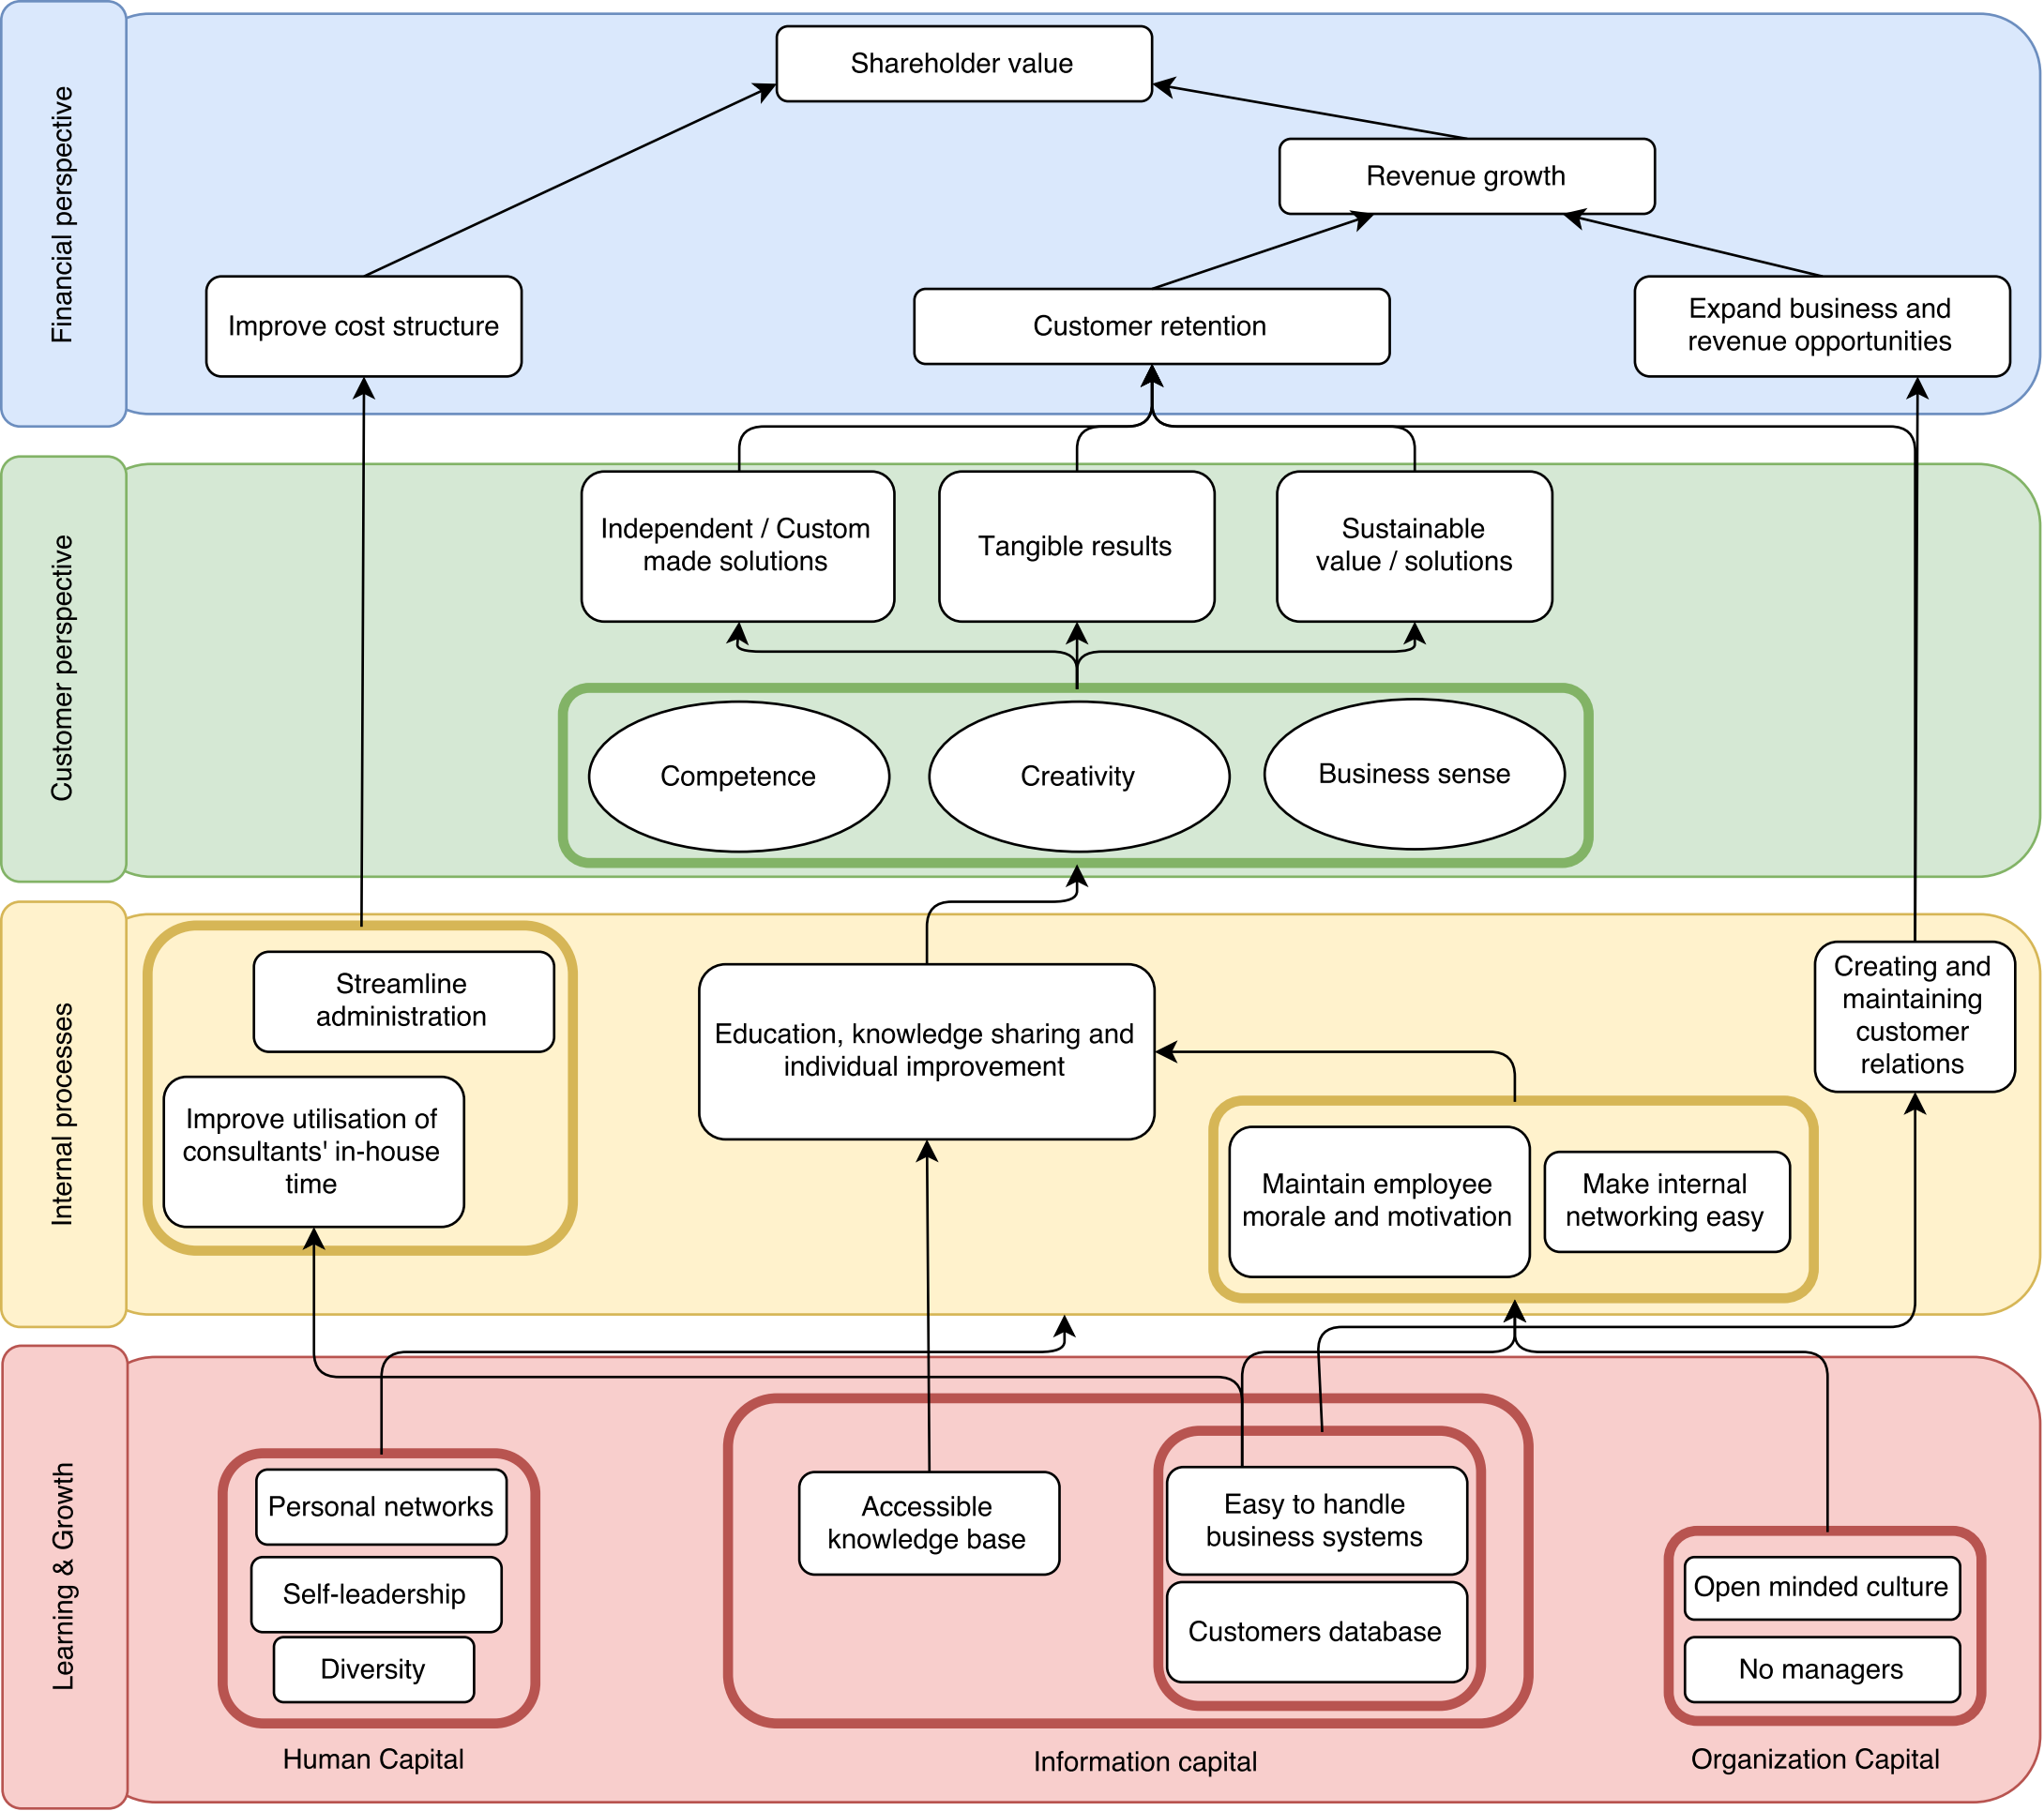 Financial perspective
Shareholder value
Revenue growth
Improve cost structure
Customer retention
Expand business and
revenue opportunities
Customer perspective
Independent / Custom
made solutions
Tangible results
Sustainable
value / solutions
Competence
Creativity
Business sense
Internal processes
Streamline
administration
Improve utilisation of
consultants' in-house
time
Education, knowledge sharing and
individual improvement
Maintain employee
morale and motivation
Make internal
networking easy
Creating and
maintaining
customer
relations
Learning & Growth
Personal networks
Self-leadership
Diversity
Human Capital
Accessible
knowledge base
Easy to handle
business systems
Customers database
Information capital
Open minded culture
No managers
Organization Capital